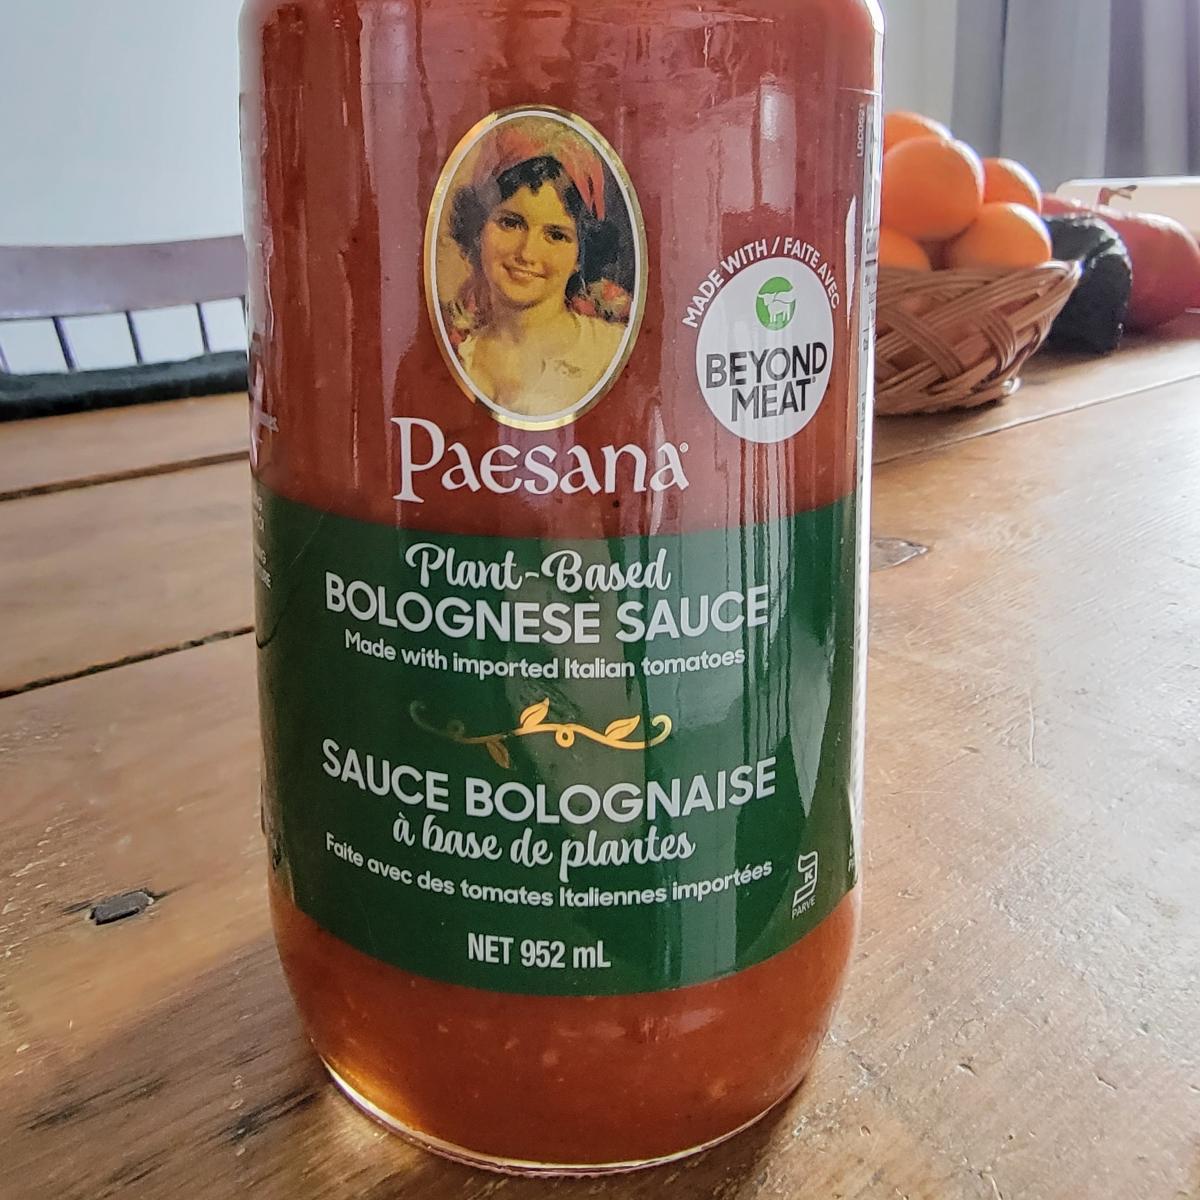 MADE WITH / FAITE AVEC
BEYOND
MEAT®
Paesana®
Plant-Based
BOLOGNESE SAUCE
Made with imported Italian tomatoes
SAUCE BOLOGNAISE
à base de plantes
Faite avec des tomates Italiennes importées
K
PARVE
NET 952 mL